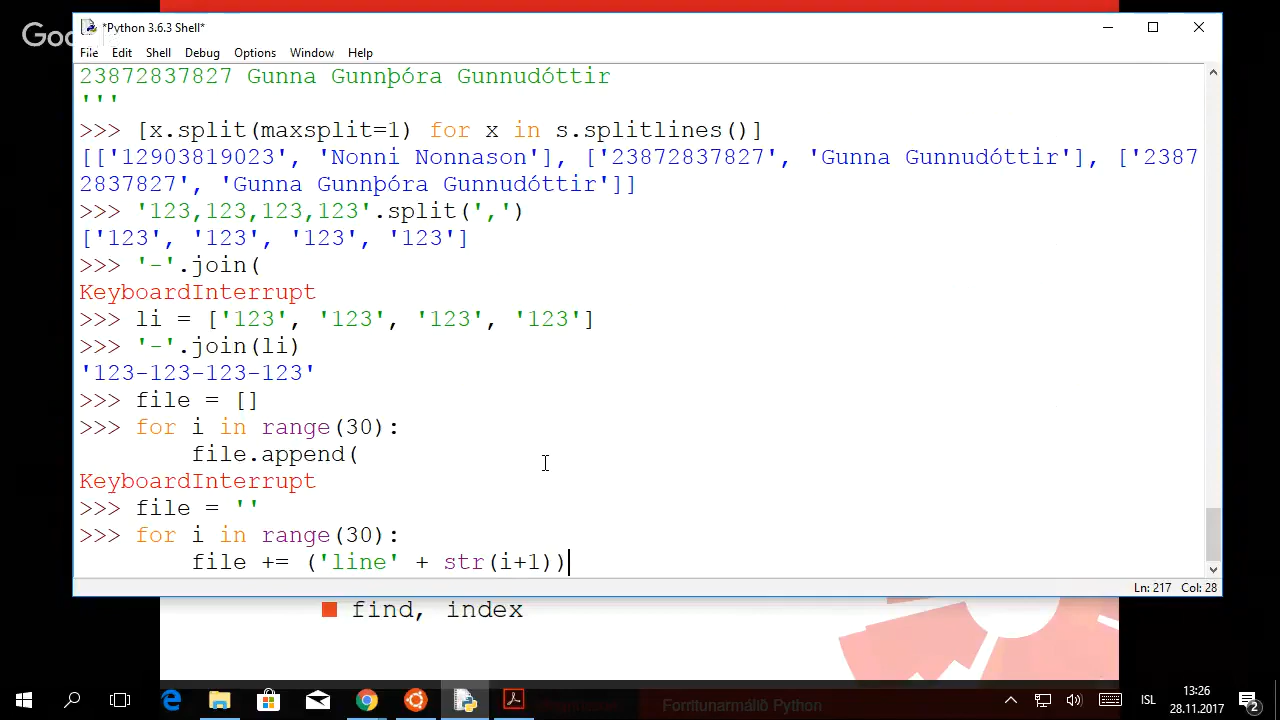 Goo
*Python 3.6.3 Shell*
File Edit Shell Debug Options Window Help
23872837827 Gunna Gunnþóra Gunnudóttir
'''
>>> [x.split(maxsplit=1) for x in s.splitlines()]
[['12903819023', 'Nonni Nonnason'], ['23872837827', 'Gunna Gunnudóttir'], ['2387
2837827', 'Gunna Gunnþóra Gunnudóttir']]
>>> '123,123,123,123'.split(',')
['123', '123', '123', '123']
>>> '-'.join(
KeyboardInterrupt
>>> li = ['123', '123', '123', '123']
>>> '-'.join(li)
'123-123-123-123'
>>> file = []
>>> for i in range(30):
file.append(
KeyboardInterrupt
>>> file = ''
>>> for i in range(30):
file += ('line' + str(i+1))
Ln: 217 Col: 28
find, index
Forritunarmálið Python
ISL
13:26
28.11.2017
2